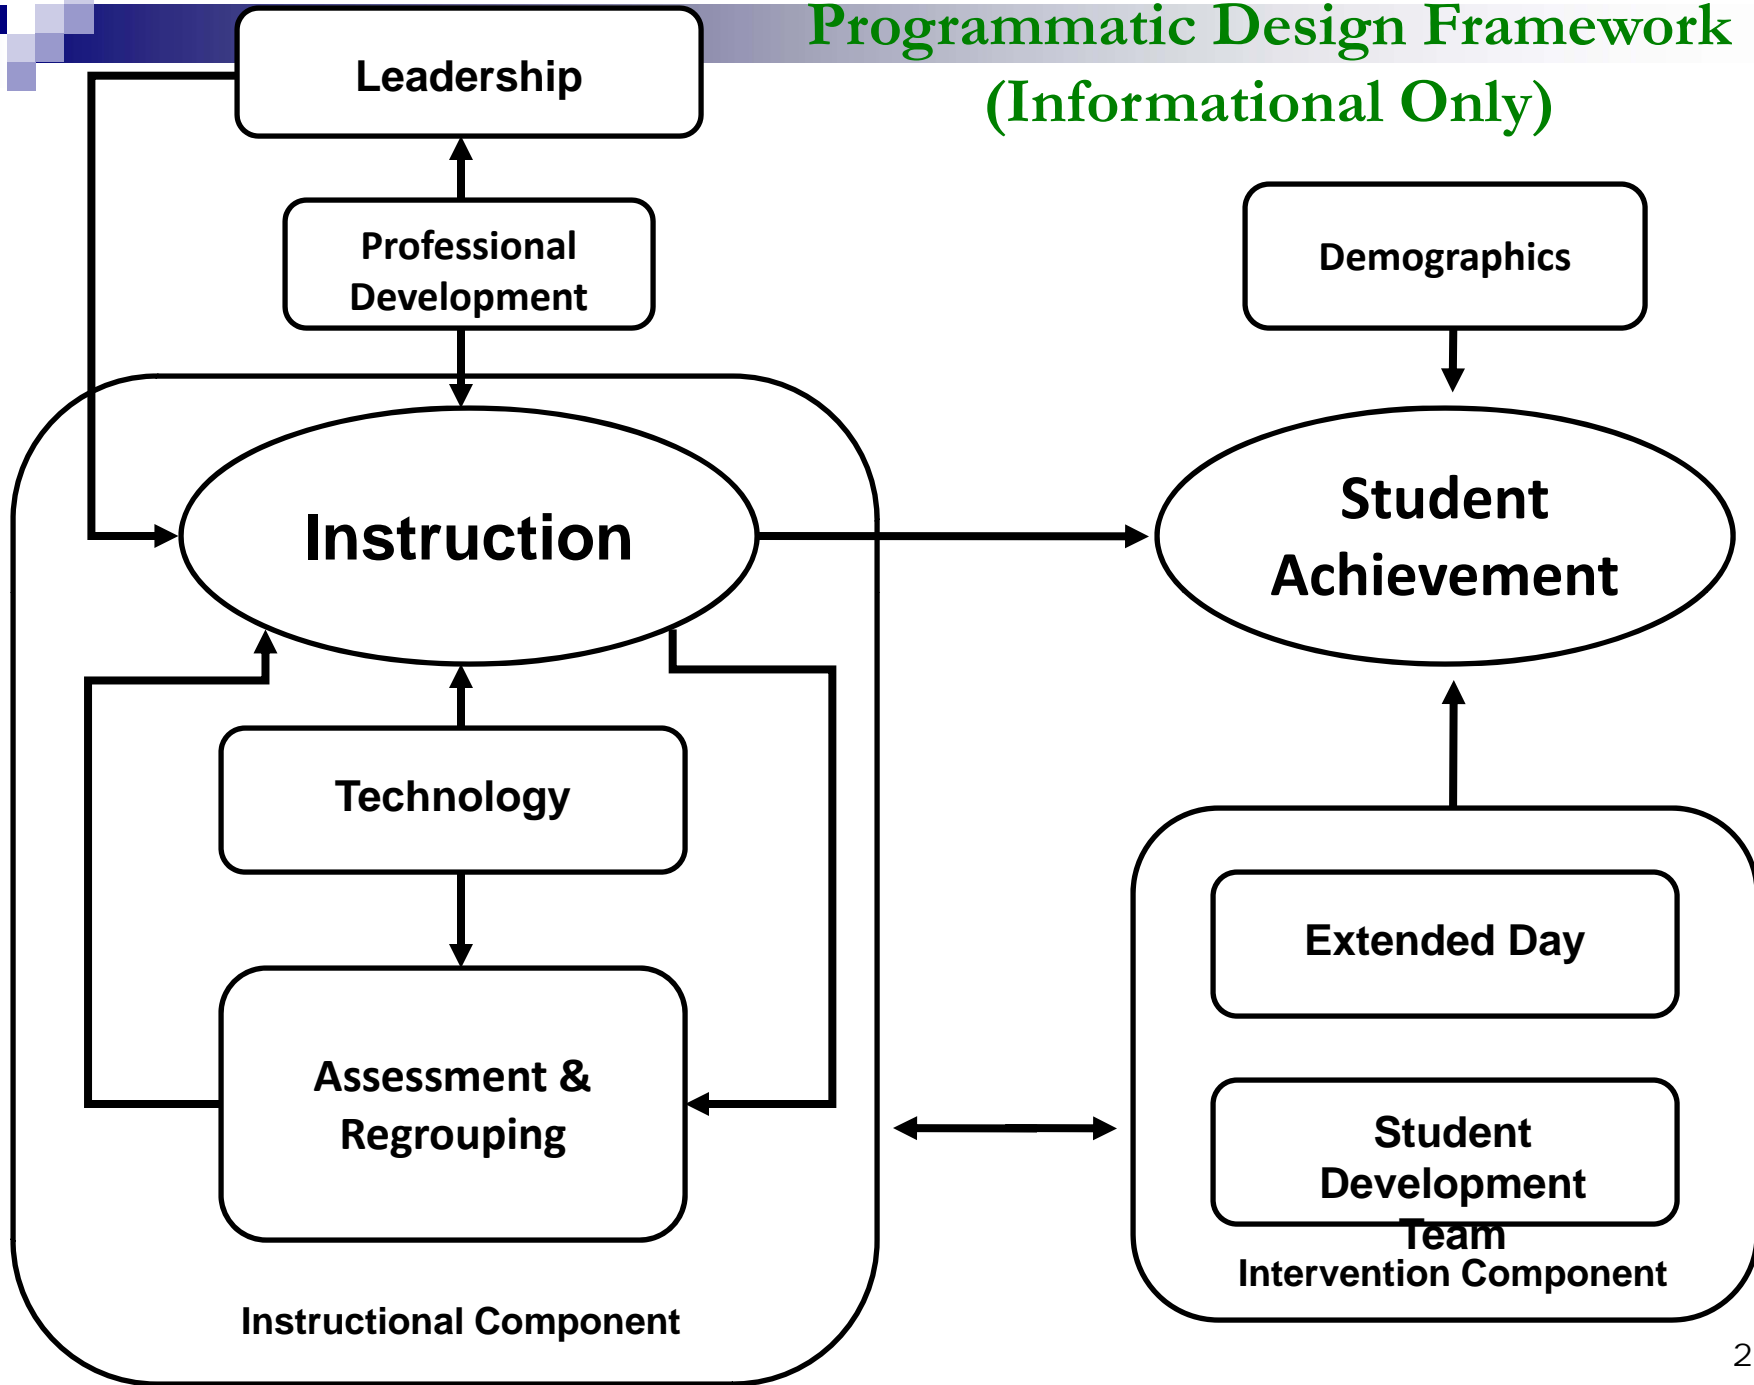 Programmatic Design Framework
(Informational Only)
Leadership
Professional
Development
Demographics
Instruction
Student
Achievement
Technology
Assessment &
Regrouping
Instructional Component
Extended Day
Student
Development
Team
Intervention Component
2